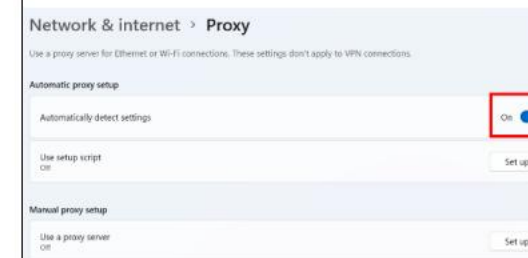 Network & internet > Proxy
Use a proxy server for Ethernet or Wi-Fi connections. These settings don't apply to VPN connections.
Automatic proxy setup
Automatically detect settings
On
Use setup script
Off
Set up
Manual proxy setup
Use a proxy server
Off
Set up